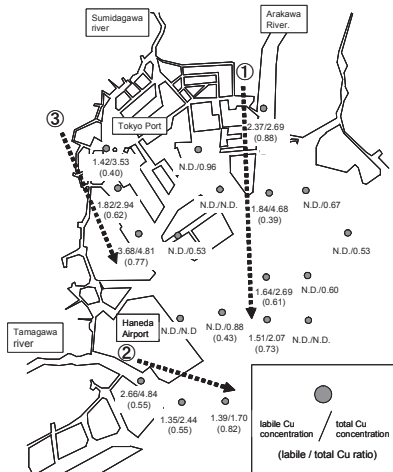 Sumidagawa
river
Arakawa
River.
①
③
Tokyo Port
2.37/2.69
(0.88)
1.42/3.53
(0.40)
N.D./0.96
1.82/2.94
(0.62)
N.D./N.D.
1.84/4.68
(0.39)
N.D./0.67
3.68/4.81
(0.77)
N.D./0.53
N.D./0.53
1.64/2.69
(0.61)
N.D./0.60
Tamagawa
river
Haneda
Airport
N.D./N.D
N.D./0.88
(0.43)
1.51/2.07
(0.73)
N.D./N.D.
②
2.66/4.84
(0.55)
1.35/2.44
(0.55)
1.39/1.70
(0.82)
labile Cu
concentration
/
total Cu
concentration
(labile / total Cu ratio)